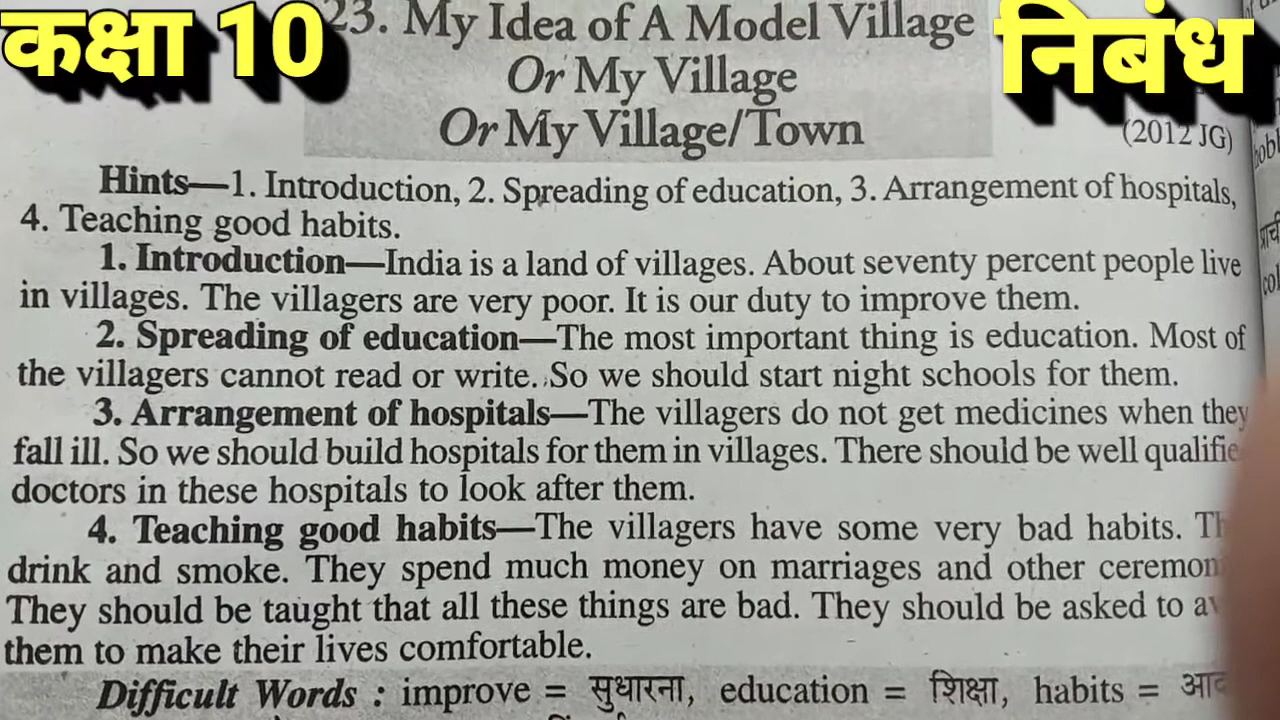 कक्षा 10
निबंध
23. My Idea of A Model Village
Or My Village
Or My Village/Town
(2012 JG)
Hints—1. Introduction, 2. Spreading of education, 3. Arrangement of hospitals,
4. Teaching good habits.
1. Introduction—India is a land of villages. About seventy percent people live
in villages. The villagers are very poor. It is our duty to improve them.
2. Spreading of education—The most important thing is education. Most of
the villagers cannot read or write. So we should start night schools for them.
3. Arrangement of hospitals—The villagers do not get medicines when they
fall ill. So we should build hospitals for them in villages. There should be well
doctors in these hospitals to look after them.
4. Teaching good habits—The villagers have some very bad habits.
drink and smoke. They spend much money on marriages and other
They should be taught that all these things are bad. They should be asked to
them to make their lives comfortable.
Difficult Words : improve = सुधारना, education = शिक्षा, habits =